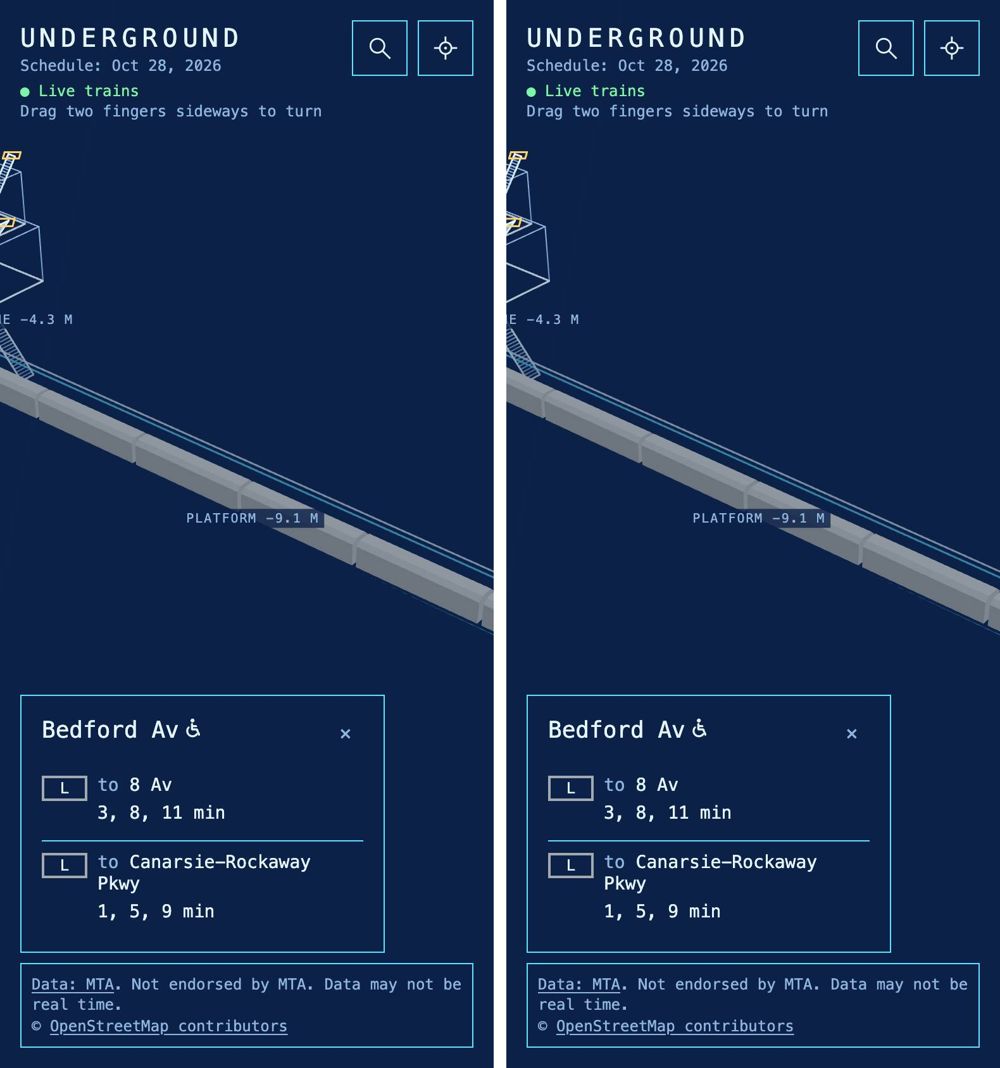 UNDERGROUND
Schedule: Oct 28, 2026
Live trains
Drag two fingers sideways to turn
-4.3 M
PLATFORM -9.1 M
Bedford Av
×
L to 8 Av
3, 8, 11 min
L to Canarsie-Rockaway
Pkwy
1, 5, 9 min
Data: MTA. Not endorsed by MTA. Data may not be
real time.
© OpenStreetMap contributors
UNDERGROUND
Schedule: Oct 28, 2026
Live trains
Drag two fingers sideways to turn
-4.3 M
PLATFORM -9.1 M
Bedford Av
×
L to 8 Av
3, 8, 11 min
L to Canarsie-Rockaway
Pkwy
1, 5, 9 min
Data: MTA. Not endorsed by MTA. Data may not be
real time.
© OpenStreetMap contributors